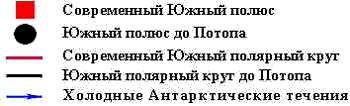 Современный Южный полюс
Южный полюс до Потопа
Современный Южный полярный круг
Южный полярный круг до Потопа
Холодные Антарктические течения